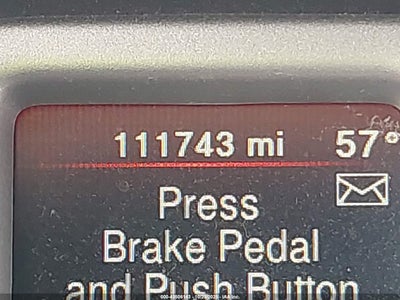 111743 mi 57°
Press
Brake Pedal
and Push Button